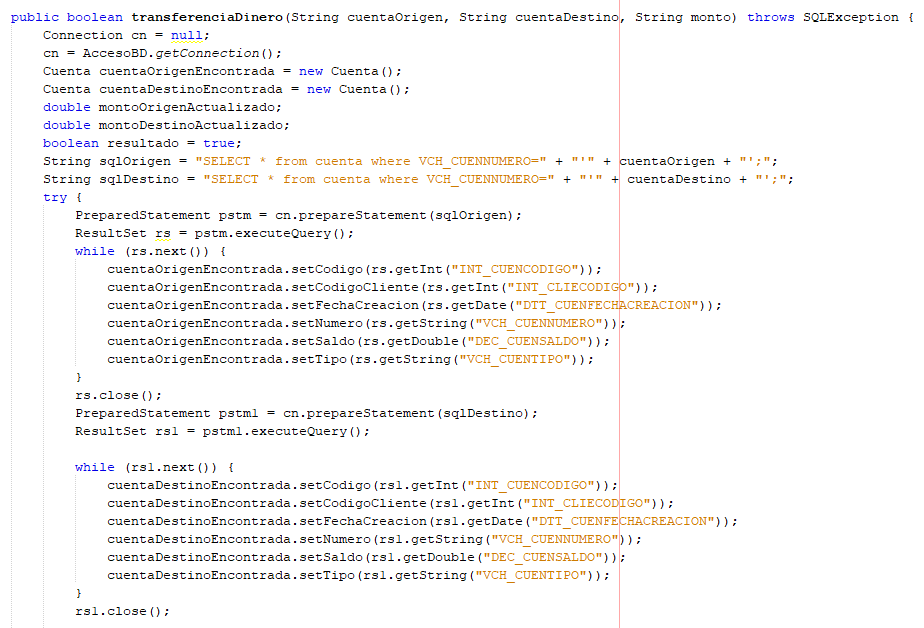 public boolean transferenciaDinero(String cuentaOrigen, String cuentaDestino, String monto) throws SQLException {
    Connection cn = null;
    cn = AccesoBD.getConnection();
    Cuenta cuentaOrigenEncontrada = new Cuenta();
    Cuenta cuentaDestinoEncontrada = new Cuenta();
    double montoOrigenActualizado;
    double montoDestinoActualizado;
    boolean resultado = true;
    String sqlOrigen = "SELECT * from cuenta where VCH_CUENNUMERO=" + "'" + cuentaOrigen + "';";
    String sqlDestino = "SELECT * from cuenta where VCH_CUENNUMERO=" + "'" + cuentaDestino + "';";
    try {
        PreparedStatement pstm = cn.prepareStatement(sqlOrigen);
        ResultSet rs = pstm.executeQuery();
        while (rs.next()) {
            cuentaOrigenEncontrada.setCodigo(rs.getInt("INT_CUENCODIGO"));
            cuentaOrigenEncontrada.setCodigoCliente(rs.getInt("INT_CLIECODIGO"));
            cuentaOrigenEncontrada.setFechaCreacion(rs.getDate("DTT_CUENFECHACREACION"));
            cuentaOrigenEncontrada.setNumero(rs.getString("VCH_CUENNUMERO"));
            cuentaOrigenEncontrada.setSaldo(rs.getDouble("DEC_CUENSALDO"));
            cuentaOrigenEncontrada.setTipo(rs.getString("VCH_CUENTIPO"));
        }
        rs.close();
        PreparedStatement pstm1 = cn.prepareStatement(sqlDestino);
        ResultSet rs1 = pstm1.executeQuery();

        while (rs1.next()) {
            cuentaDestinoEncontrada.setCodigo(rs1.getInt("INT_CUENCODIGO"));
            cuentaDestinoEncontrada.setCodigoCliente(rs1.getInt("INT_CLIECODIGO"));
            cuentaDestinoEncontrada.setFechaCreacion(rs1.getDate("DTT_CUENFECHACREACION"));
            cuentaDestinoEncontrada.setNumero(rs1.getString("VCH_CUENNUMERO"));
            cuentaDestinoEncontrada.setSaldo(rs1.getDouble("DEC_CUENSALDO"));
            cuentaDestinoEncontrada.setTipo(rs1.getString("VCH_CUENTIPO"));
        }
        rs1.close();